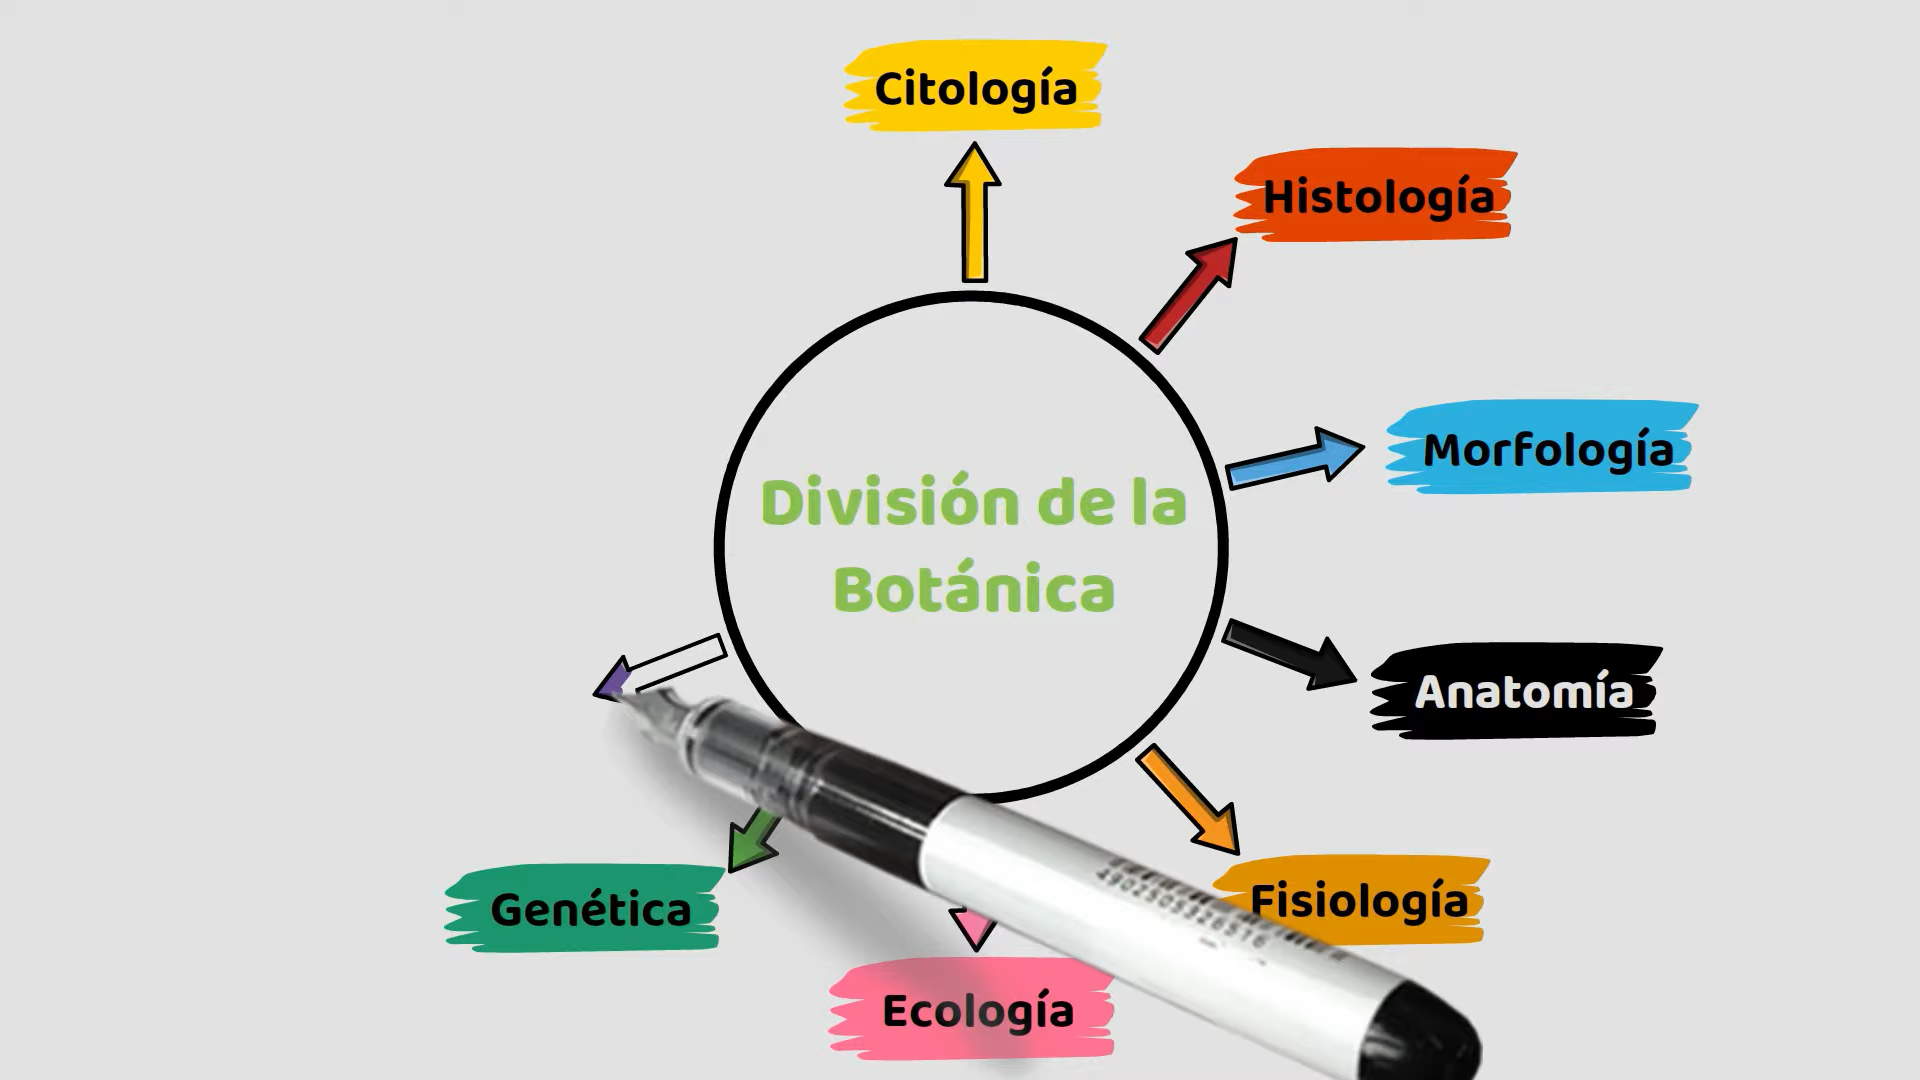 Citología
Histología
Morfología
División de la
Botánica
Anatomía
Fisiología
Genética
Ecología